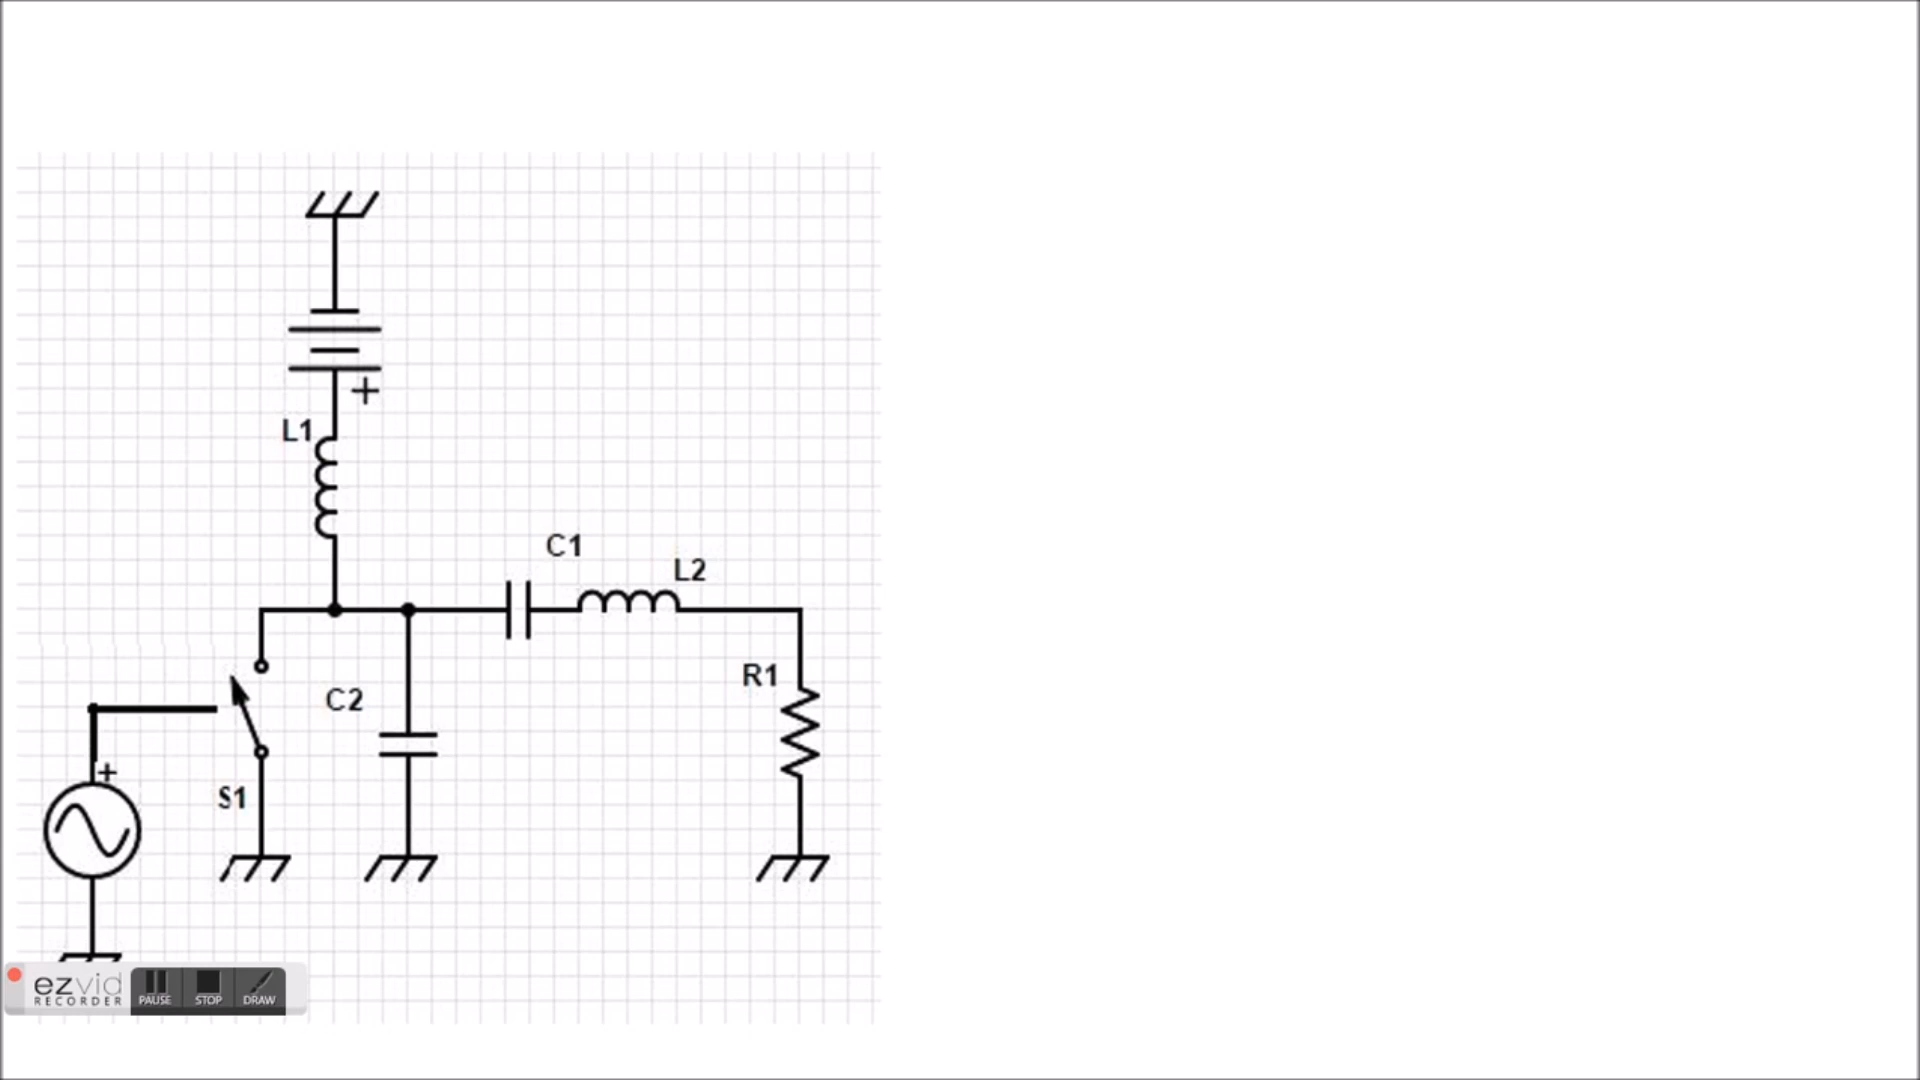 +
L1
C1
L2
R1
C2
+
S1
ezvid
RECORDER
PAUSE
STOP
DRAW